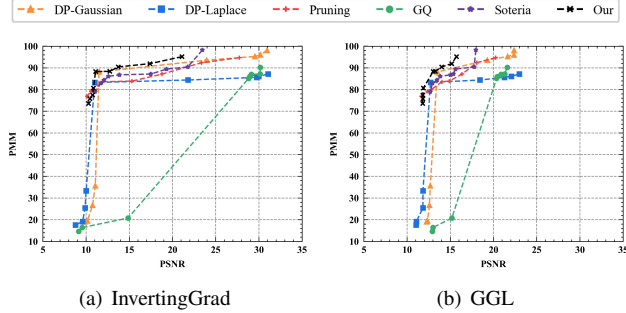 DP-Gaussian DP-Laplace Pruning GQ Soteria Our
100 100
90 90
80 80
70 70
60 60
50 50
40 40
30 30
20 20
10 10
PMM PMM
5 10 15 20 25 30 35 5 10 15 20 25 30 35
PSNR PSNR
(a) InvertingGrad (b) GGL